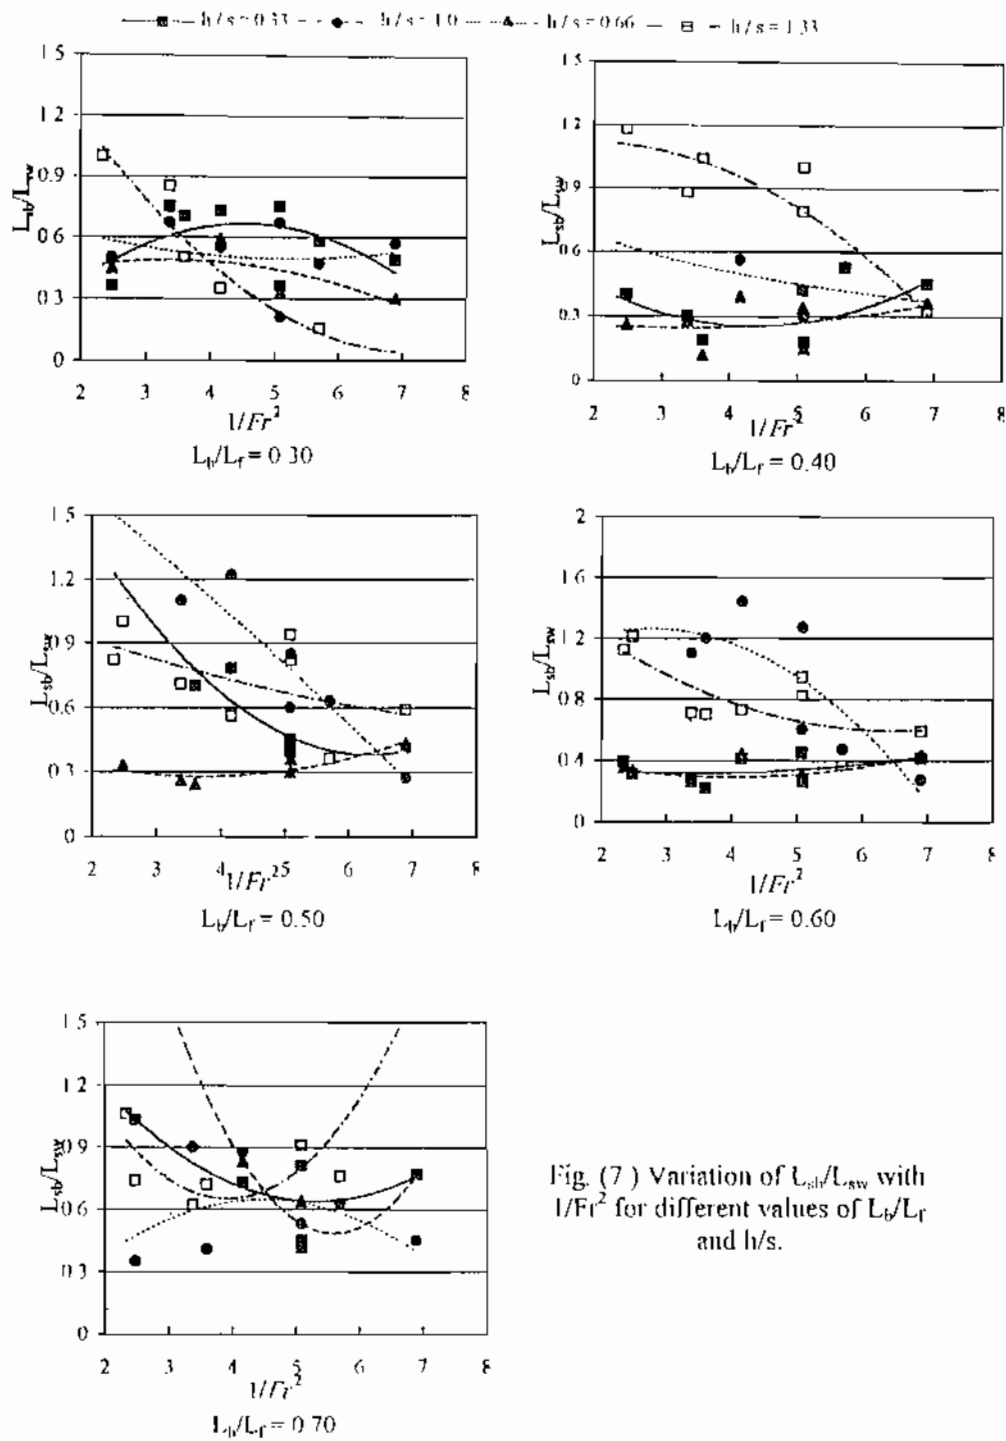 h/s=0.33 h/s=1.0 h/s=0.66 h/s=1.33
1.5
1.2
0.9
0.6
0.3
0
L_sb/L_sw
2 3 4 5 6 7 8
1/Fr²
L_b/L_f = 0.30
1.5
1.2
0.9
0.6
0.3
0
L_sb/L_sw
2 3 4 5 6 7 8
1/Fr²
L_b/L_f = 0.40
1.5
1.2
0.9
0.6
0.3
0
L_sb/L_sw
2 3 4 5 6 7 8
1/Fr²
L_b/L_f = 0.50
2
1.6
1.2
0.8
0.4
0
L_sb/L_sw
2 3 4 5 6 7 8
1/Fr²
L_b/L_f = 0.60
1.5
1.2
0.9
0.6
0.3
0
L_sb/L_sw
2 3 4 5 6 7 8
1/Fr²
L_b/L_f = 0.70
Fig. (7 ) Variation of L_sb/L_sw with
1/Fr² for different values of L_b/L_f
and h/s.